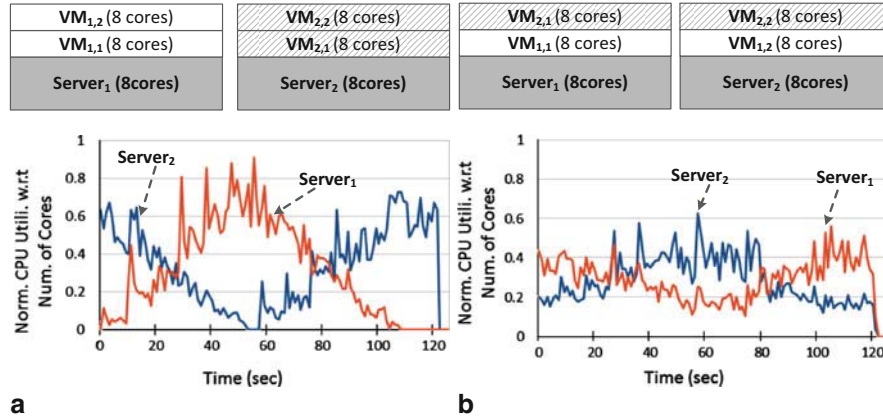 VM1,2 (8 cores)
VM1,1 (8 cores)
Server1 (8cores)
VM2,2 (8 cores)
VM2,1 (8 cores)
Server2 (8cores)
VM2,1 (8 cores)
VM1,1 (8 cores)
Server1 (8cores)
VM2,2 (8 cores)
VM1,2 (8 cores)
Server2 (8cores)
Norm. CPU Utili. w.r.t
Num. of Cores
1
0.8
0.6
0.4
0.2
0
Server2
Server1
0 20 40 60 80 100 120
Time (sec)
a
Norm. CPU Utili. w.r.t
Num. of Cores
1
0.8
0.6
0.4
0.2
0
Server2
Server1
0 20 40 60 80 100 120
Time (sec)
b